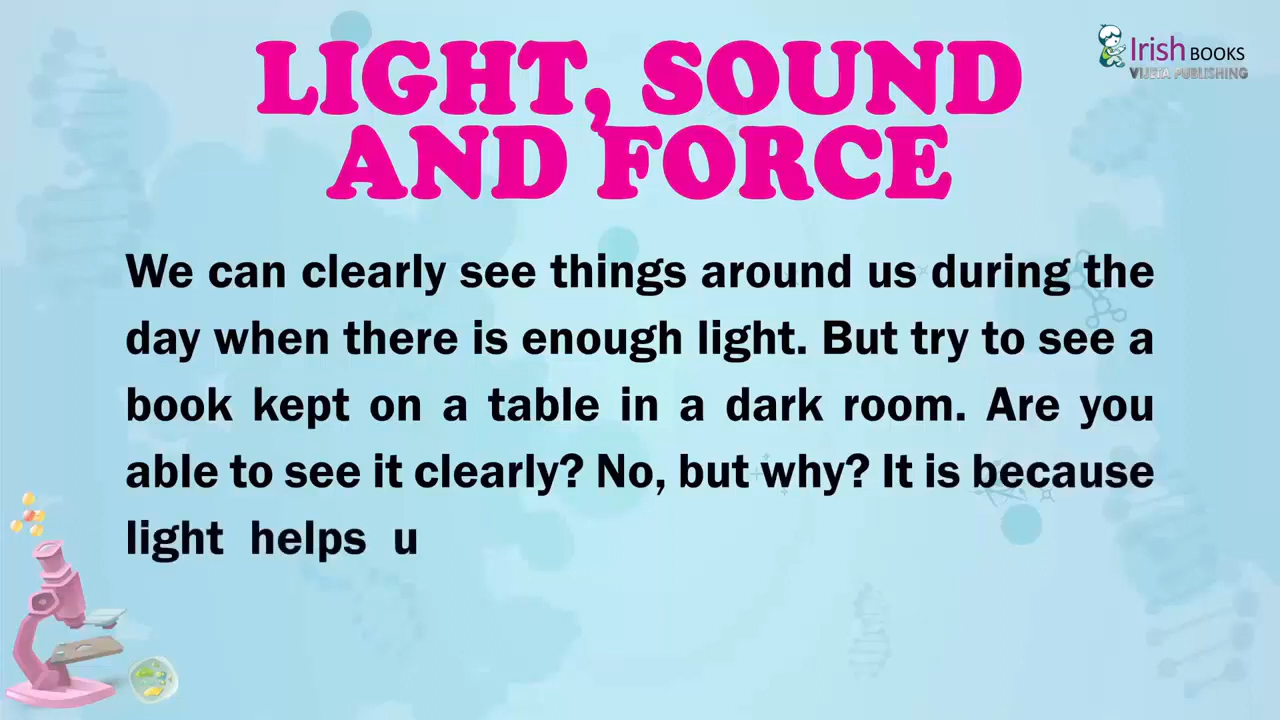 Irish BOOKS
VIJETA PUBLISHING
LIGHT, SOUND
AND FORCE
We can clearly see things around us during the
day when there is enough light. But try to see a
book kept on a table in a dark room. Are you
able to see it clearly? No, but why? It is because
light helps u